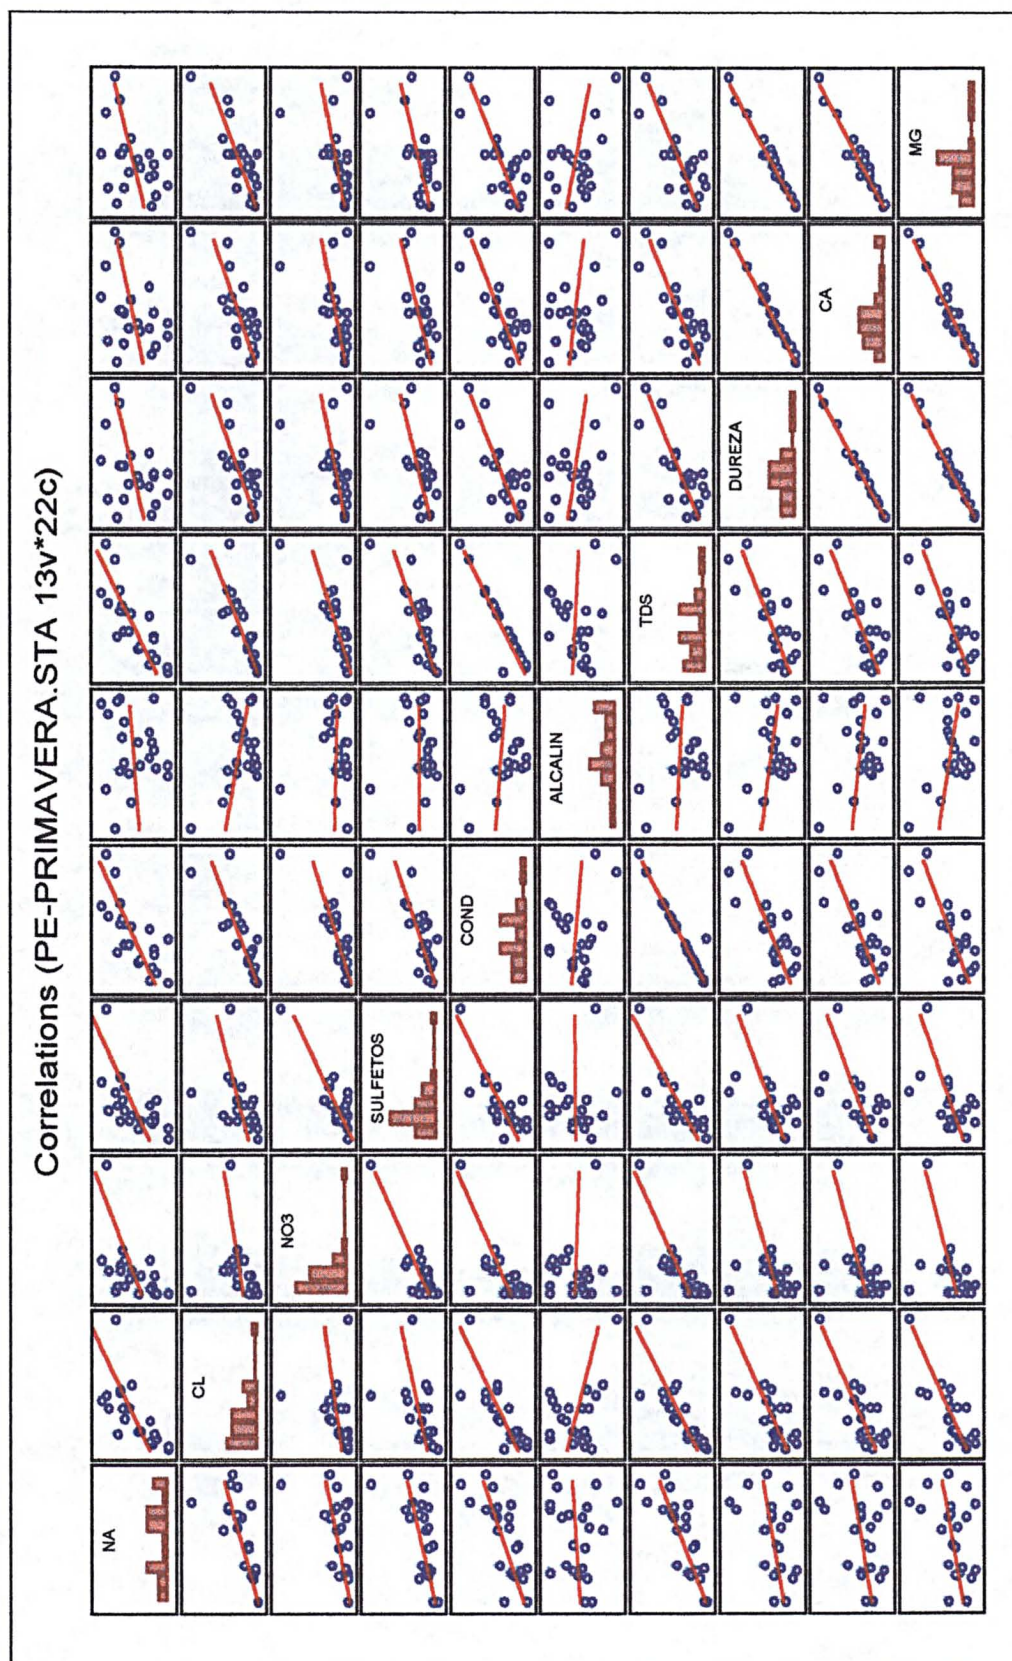 Correlations (PE-PRIMAVERA.STA 13v*22c)
NA
CL
NO3
SULFETOS
COND
ALCALIN
TDS
DUREZA
CA
MG